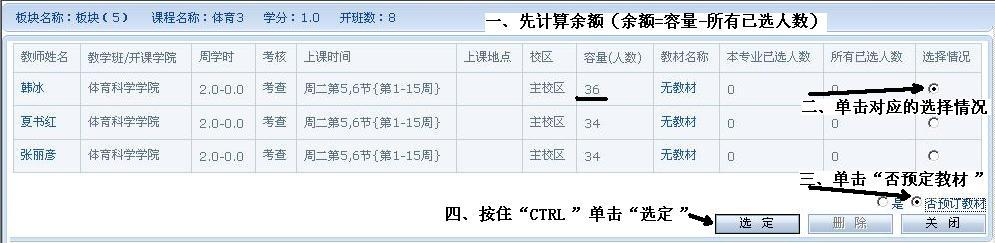 板块名称：板块（5） 课程名称：体育3 学分：1.0 开班数：8
一、先计算余额（余额=容量-所有已选人数）
教师姓名 教学班/开课学院 周学时 考核 上课时间 上课地点 校区 容量(人数) 教材名称 本专业已选人数 所有已选人数 选择情况
韩冰 体育科学学院 2.0-0.0 考查 周二第5,6节{第1-15周} 主校区 36 无教材 0 0
二、单击对应的选择情况
夏书红 体育科学学院 2.0-0.0 考查 周二第5,6节{第1-15周} 主校区 34 无教材 0 0
张丽彦 体育科学学院 2.0-0.0 考查 周二第5,6节{第1-15周} 主校区 34 无教材 0 0
三、单击“否预定教材 ”
是 否预订教材
四、按住“CTRL ” 单击“选定 ”
选 定 删 除 关 闭